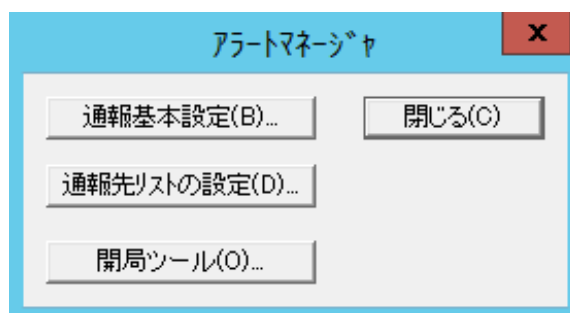 アラートマネージャ
通報基本設定(B)...
閉じる(C)
通報先リストの設定(D)...
開局ツール(O)...